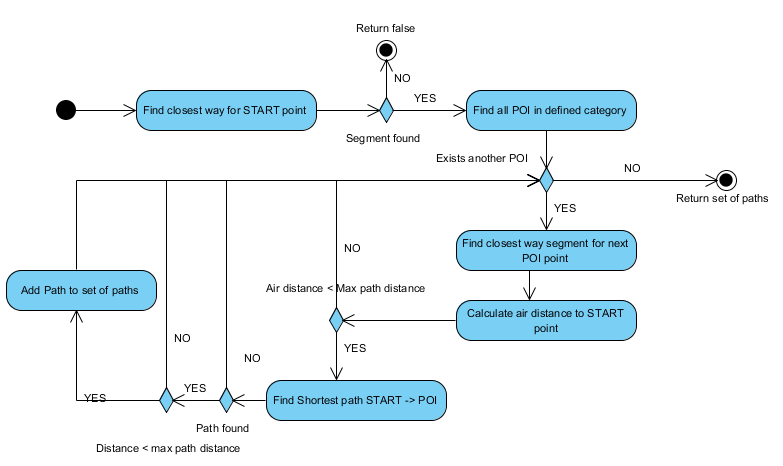 Return false
NO
YES
Find closest way for START point
Find all POI in defined category
Segment found
Exists another POI
NO
Return set of paths
YES
Find closest way segment for next
POI point
NO
Add Path to set of paths
Air distance < Max path distance
Calculate air distance to START
point
NO
YES
NO
YES
YES
Find Shortest path START -> POI
Path found
Distance < max path distance